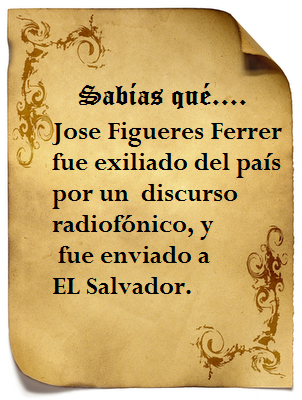 Sabías qué....
Jose Figueres Ferrer
fue exiliado del país
por un discurso
radiofónico, y
fue enviado a
EL Salvador.